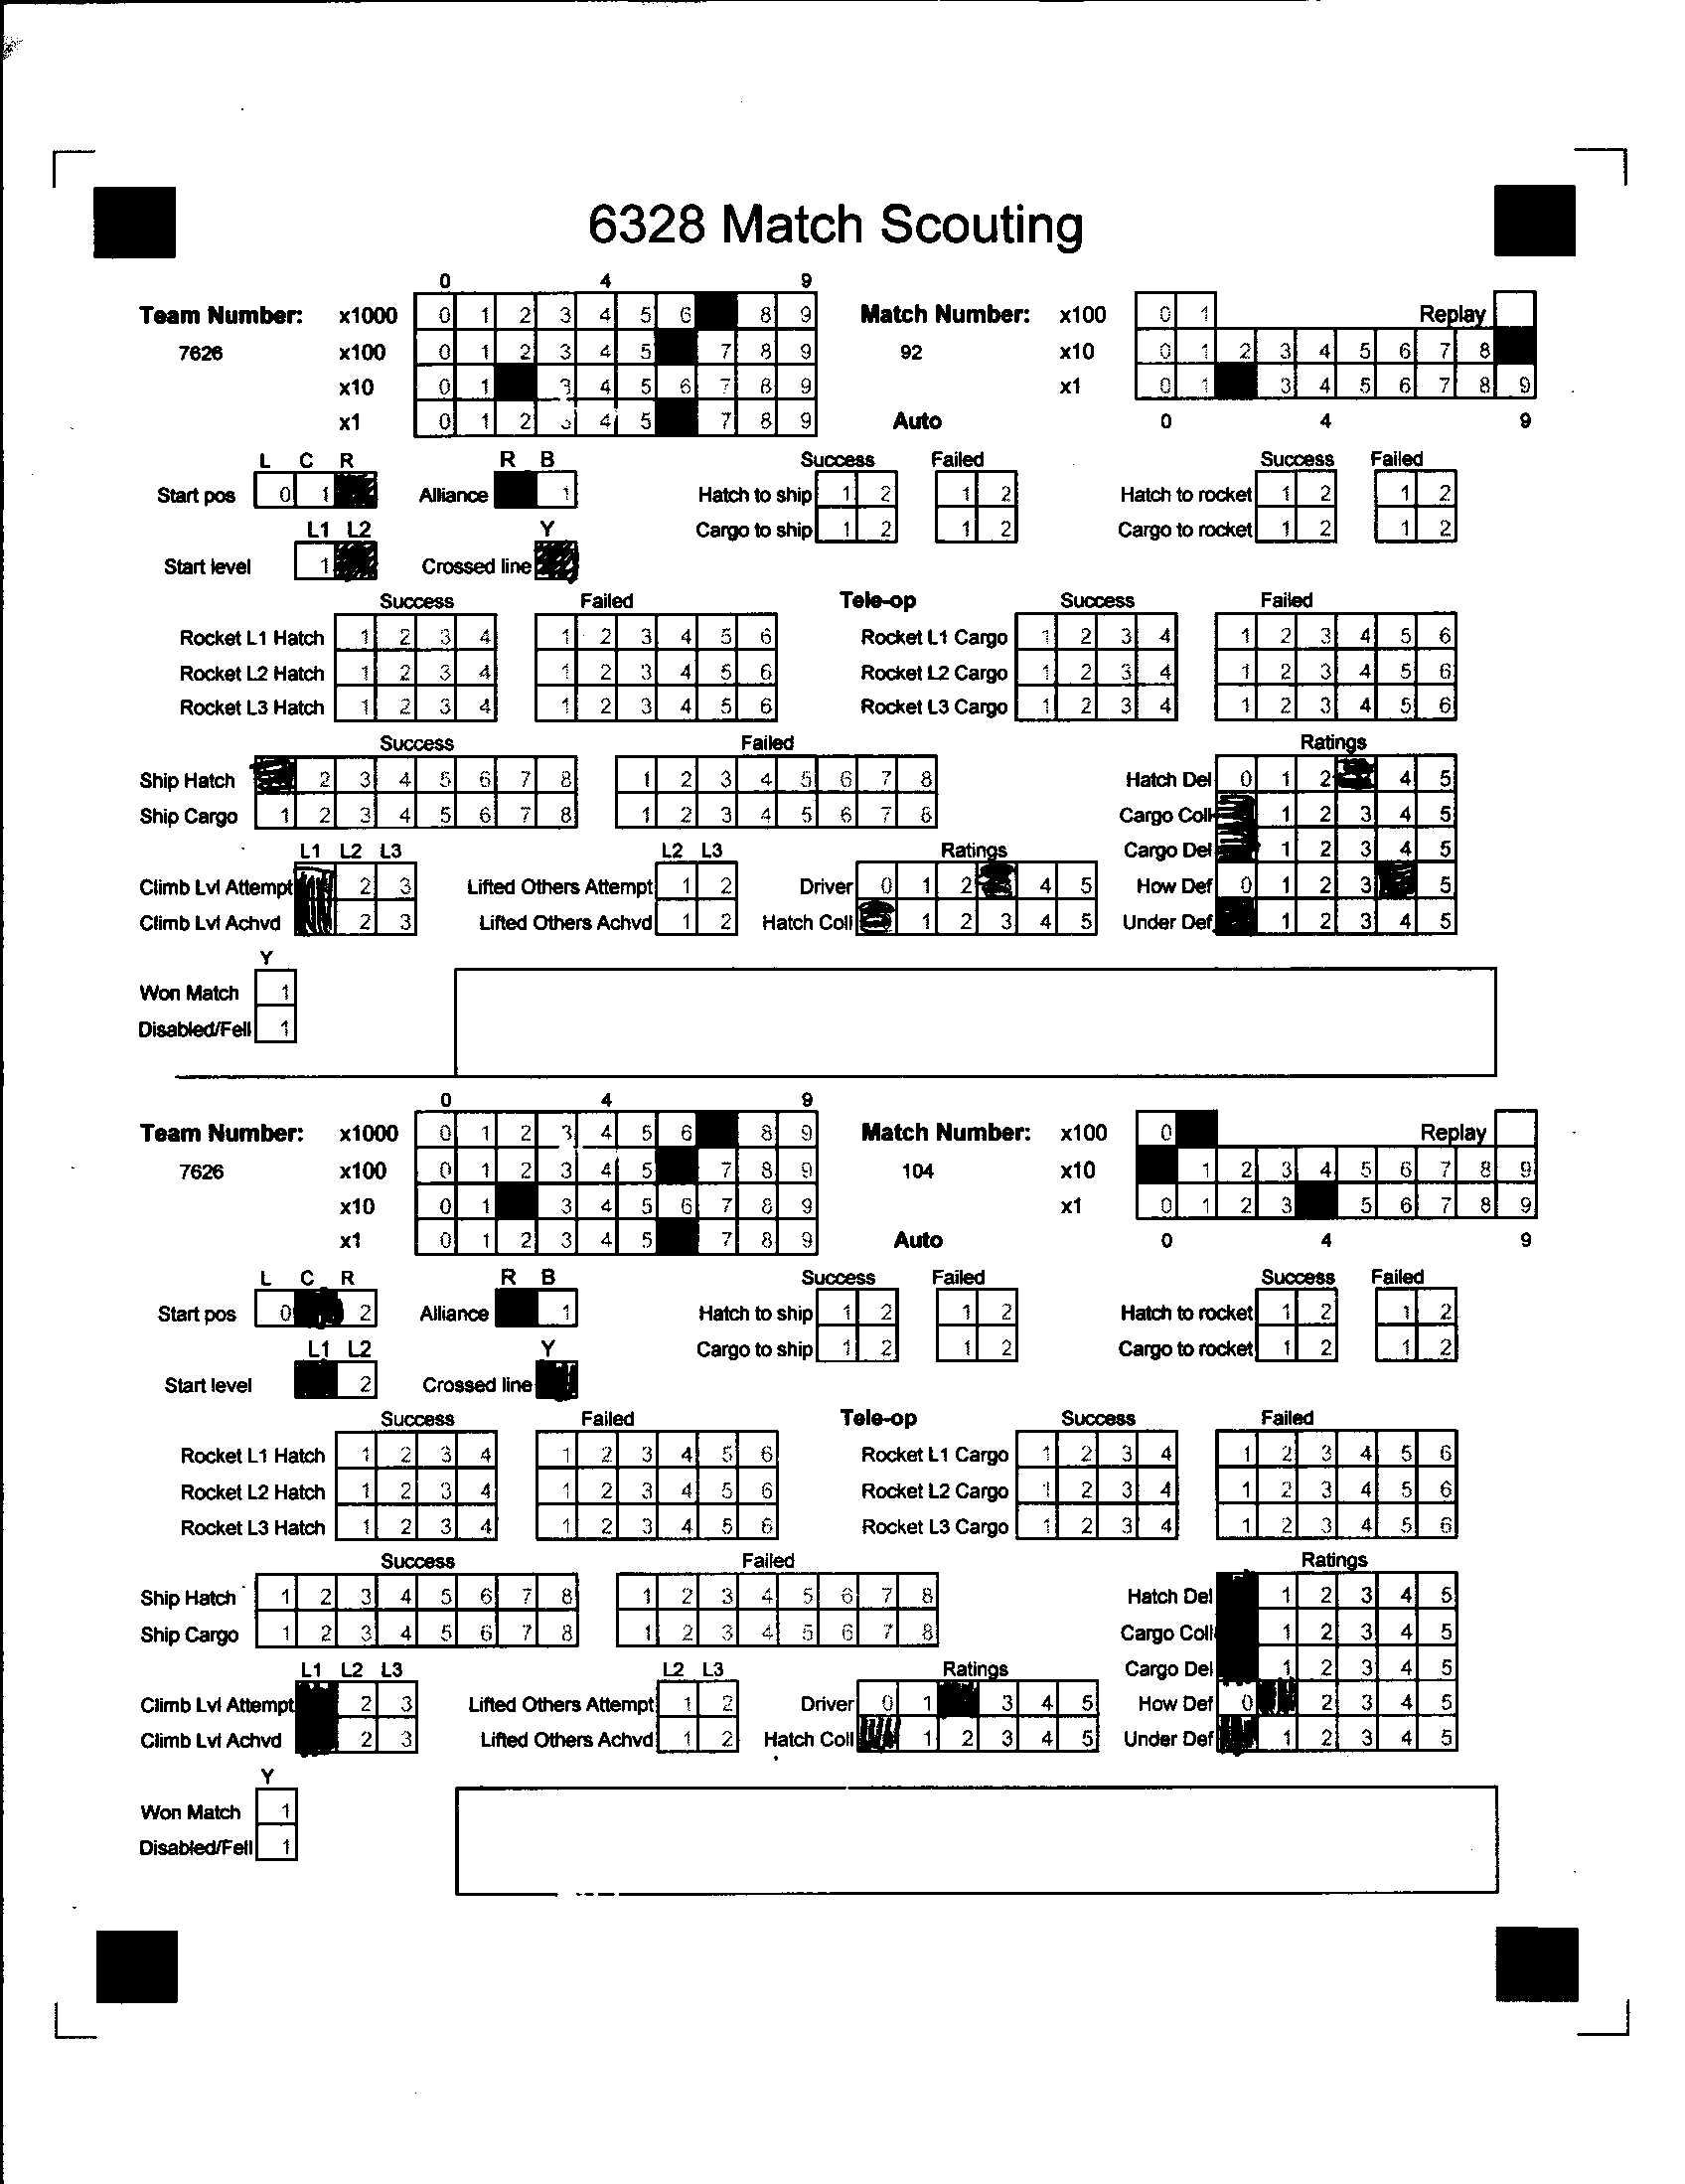 6328 Match Scouting
0 4 9
Team Number: x1000 0 1 2 3 4 5 6 8 9 Match Number: x100 0 1 Replay
7626 x100 0 1 2 3 4 5 7 8 9 92 x10 0 1 2 3 4 5 6 7 8
x10 0 1 3 4 5 6 7 8 9 x1 0 1 3 4 5 6 7 8 9
x1 0 1 2 3 4 5 7 8 9 Auto 0 4 9
L C R R B Success Failed Success Failed
Start pos 0 1 Alliance 1 Hatch to ship 1 2 1 2 Hatch to rocket 1 2 1 2
L1 L2 Y Cargo to ship 1 2 1 2 Cargo to rocket 1 2 1 2
Start level 1 Crossed line
Success Failed Tele-op Success Failed
Rocket L1 Hatch 1 2 3 4 1 2 3 4 5 6 Rocket L1 Cargo 1 2 3 4 1 2 3 4 5 6
Rocket L2 Hatch 1 2 3 4 1 2 3 4 5 6 Rocket L2 Cargo 1 2 3 4 1 2 3 4 5 6
Rocket L3 Hatch 1 2 3 4 1 2 3 4 5 6 Rocket L3 Cargo 1 2 3 4 1 2 3 4 5 6
Success Failed Ratings
Ship Hatch 2 3 4 5 6 7 8 1 2 3 4 5 6 7 8 Hatch Del 0 1 2 4 5
Ship Cargo 1 2 3 4 5 6 7 8 1 2 3 4 5 6 7 8 Cargo Coll 1 2 3 4 5
L1 L2 L3 L2 L3 Ratings Cargo Del 1 2 3 4 5
Climb Lvl Attempt 2 3 Lifted Others Attempt 1 2 Driver 0 1 2 4 5 How Def 0 1 2 3 5
Climb Lvl Achvd 2 3 Lifted Others Achvd 1 2 Hatch Coll 1 2 3 4 5 Under Def 1 2 3 4 5
Y
Won Match 1
Disabled/Fell 1
0 4 9
Team Number: x1000 0 1 2 3 4 5 6 8 9 Match Number: x100 0 Replay
7626 x100 0 1 2 3 4 5 7 8 9 104 x10 1 2 3 4 5 6 7 8 9
x10 0 1 3 4 5 6 7 8 9 x1 0 1 2 3 5 6 7 8 9
x1 0 1 2 3 4 5 7 8 9 Auto 0 4 9
L C R R B Success Failed Success Failed
Start pos 0 2 Alliance 1 Hatch to ship 1 2 1 2 Hatch to rocket 1 2 1 2
L1 L2 Y Cargo to ship 1 2 1 2 Cargo to rocket 1 2 1 2
Start level 2 Crossed line
Success Failed Tele-op Success Failed
Rocket L1 Hatch 1 2 3 4 1 2 3 4 5 6 Rocket L1 Cargo 1 2 3 4 1 2 3 4 5 6
Rocket L2 Hatch 1 2 3 4 1 2 3 4 5 6 Rocket L2 Cargo 1 2 3 4 1 2 3 4 5 6
Rocket L3 Hatch 1 2 3 4 1 2 3 4 5 6 Rocket L3 Cargo 1 2 3 4 1 2 3 4 5 6
Success Failed Ratings
Ship Hatch 1 2 3 4 5 6 7 8 1 2 3 4 5 6 7 8 Hatch Del 1 2 3 4 5
Ship Cargo 1 2 3 4 5 6 7 8 1 2 3 4 5 6 7 8 Cargo Coll 1 2 3 4 5
L1 L2 L3 L2 L3 Ratings Cargo Del 1 2 3 4 5
Climb Lvl Attempt 2 3 Lifted Others Attempt 1 2 Driver 0 1 3 4 5 How Def 0 2 3 4 5
Climb Lvl Achvd 2 3 Lifted Others Achvd 1 2 Hatch Coll 1 2 3 4 5 Under Def 1 2 3 4 5
Y
Won Match 1
Disabled/Fell 1